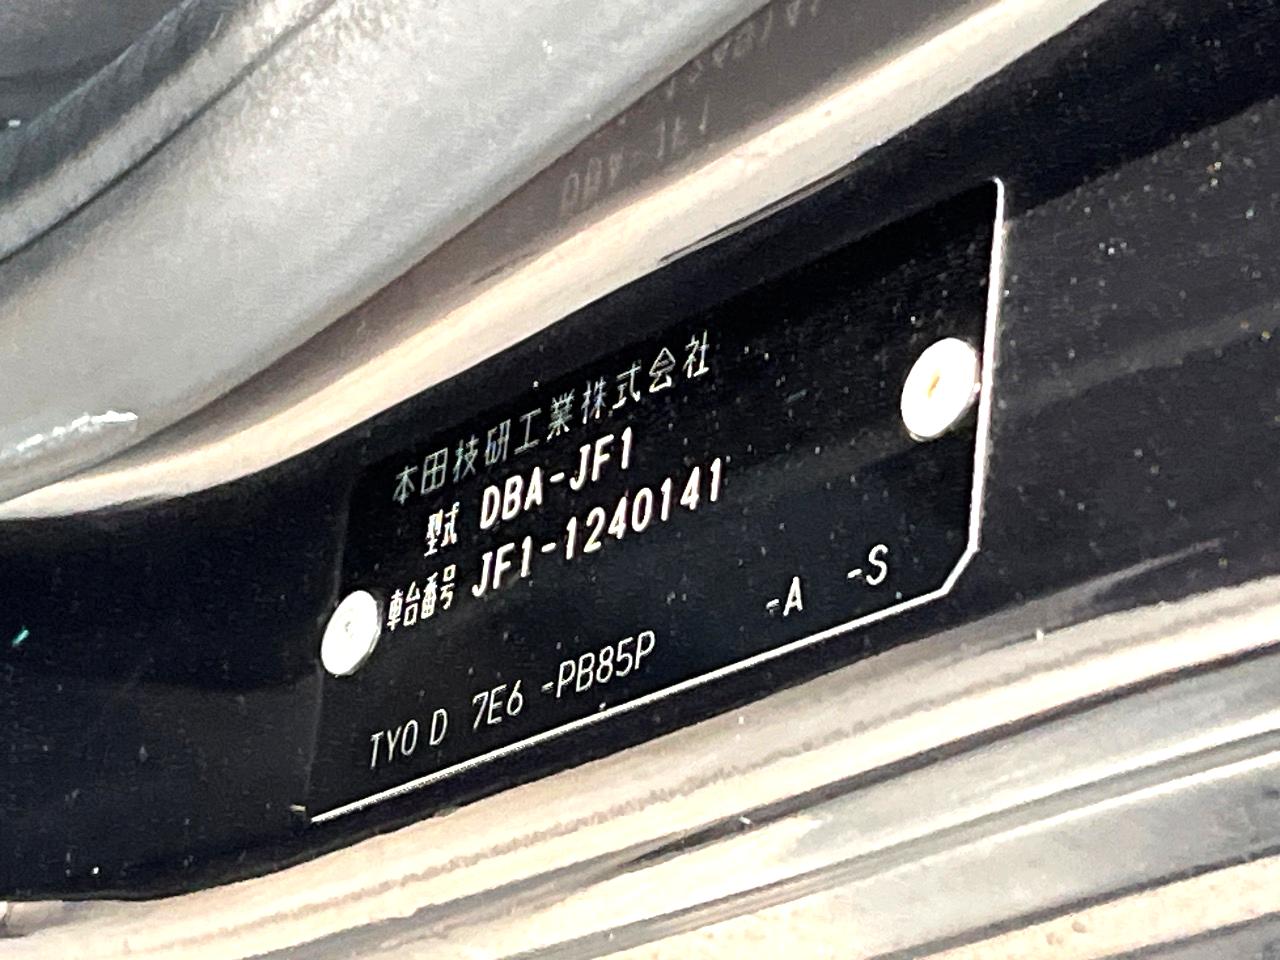 本田技研工業株式会社
型式 DBA-JF1
車台番号 JF1-1240141
-A -S
TYO D 7E6 -PB85P